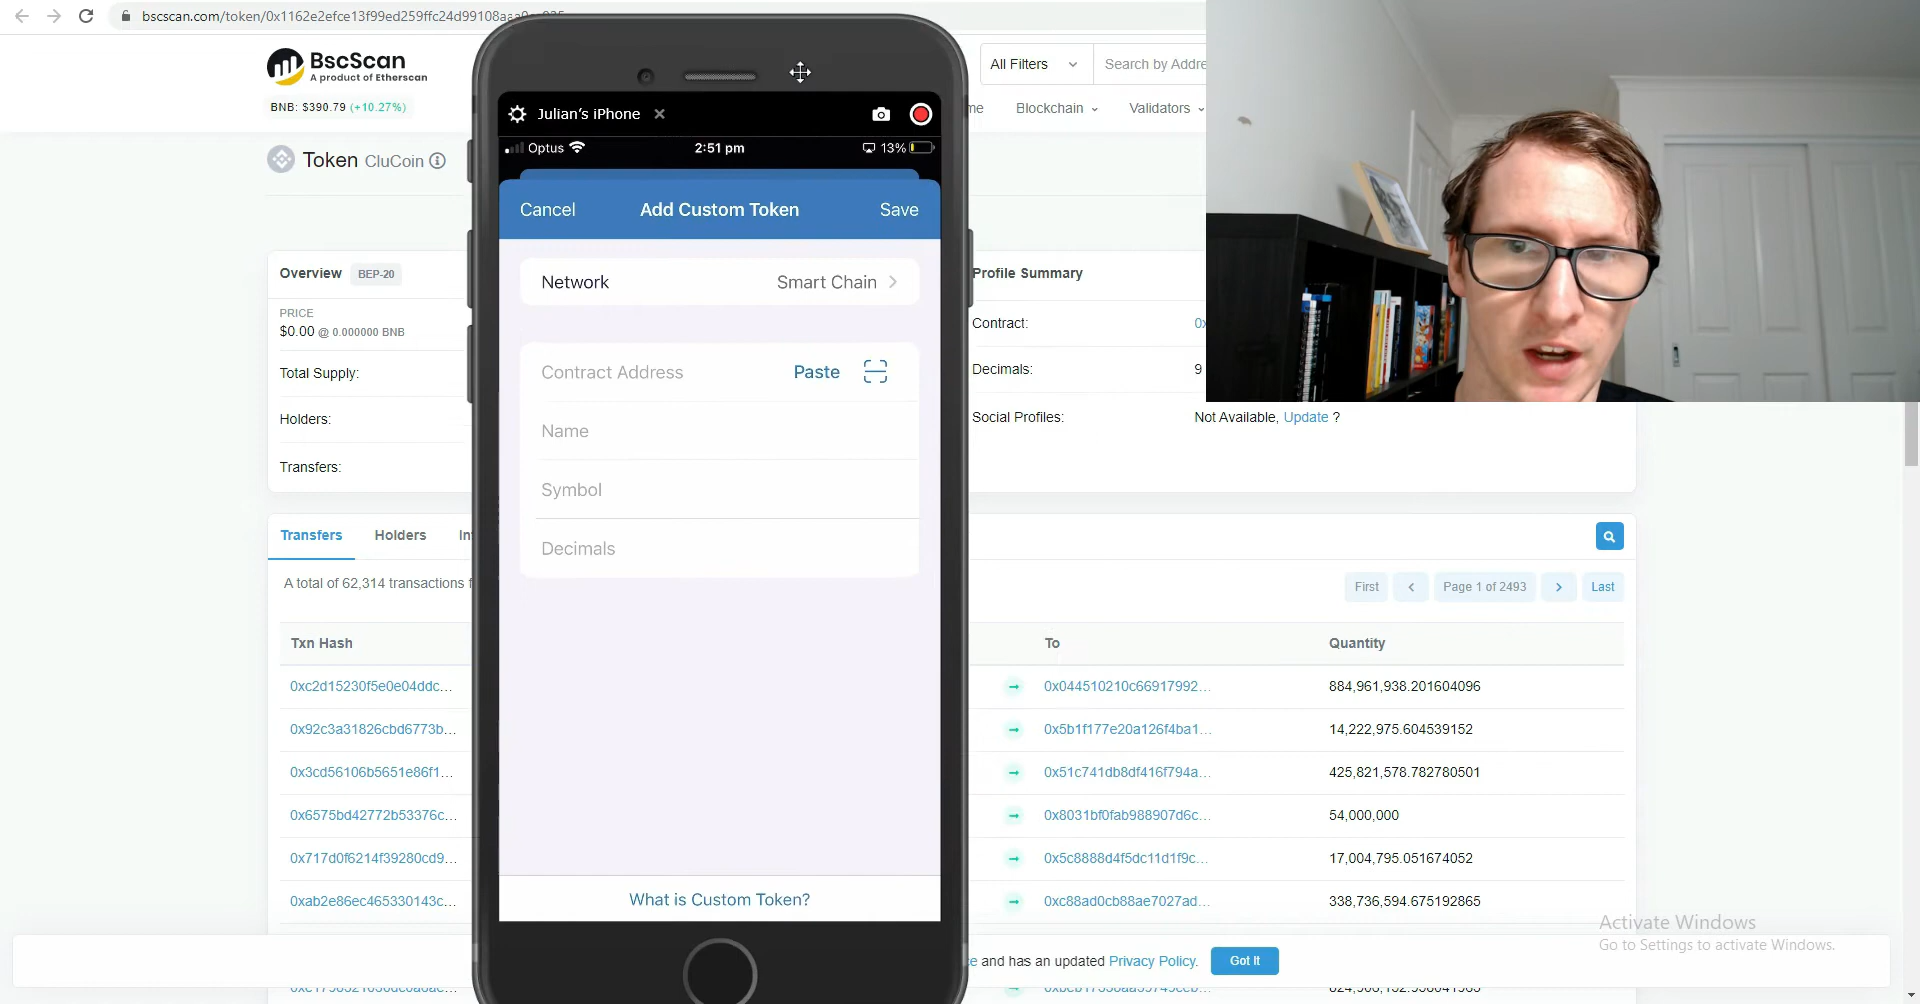 bscscan.com/token/0x1162e2efce13f99ed259ffc24d99108aaa0ce935
BscScan
A product of Etherscan
BNB: $390.79 (+10.27%)
All Filters
Search by Addre
Blockchain
Validators
Token CluCoin
Julian's iPhone
Optus
2:51 pm
13%
Cancel
Add Custom Token
Save
Network
Smart Chain
Contract Address
Paste
Name
Symbol
Decimals
What is Custom Token?
Overview BEP-20
PRICE
$0.00 @ 0.000000 BNB
Total Supply:
Holders:
Transfers:
Profile Summary
Contract:
0x
Decimals:
9
Social Profiles:
Not Available, Update ?
Transfers
Holders
A total of 62,314 transactions
First
Page 1 of 2493
Last
Txn Hash
To
Quantity
0xc2d15230f5e0e04ddc...
0x044510210c66917992...
884,961,938.201604096
0x92c3a31826cbd6773b...
0x5b1f177e20a126f4ba1...
14,222,975.604539152
0x3cd56106b5651e86f1...
0x51c741db8df416f794a...
425,821,578.782780501
0x6575bd42772b53376c...
0x8031bf0fab988907d6c...
54,000,000
0x717d0f6214f39280cd9...
0x5c8888d4f5dc11d1f9c...
17,004,795.051674052
0xab2e86ec465330143c...
0xc88ad0cb88ae7027ad...
338,736,594.675192865
Activate Windows
Go to Settings to activate Windows.
and has an updated Privacy Policy.
Got It